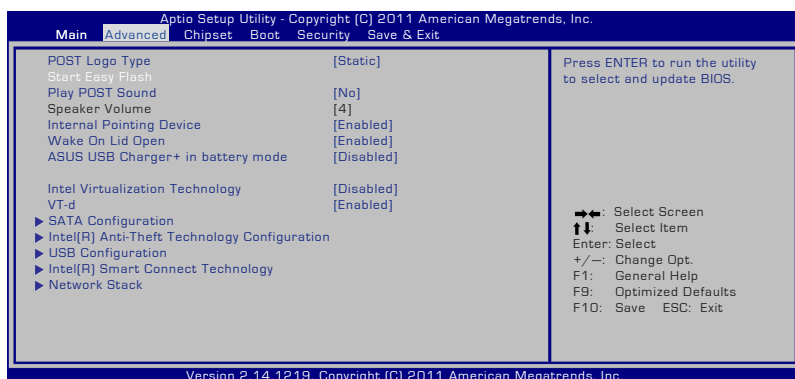 Aptio Setup Utility - Copyright (C) 2011 American Megatrends, Inc.
Main Advanced Chipset Boot Security Save & Exit
POST Logo Type [Static]
Start Easy Flash
Play POST Sound [No]
Speaker Volume [4]
Internal Pointing Device [Enabled]
Wake On Lid Open [Enabled]
ASUS USB Charger+ in battery mode [Disabled]
Intel Virtualization Technology [Disabled]
VT-d [Enabled]
SATA Configuration
Intel(R) Anti-Theft Technology Configuration
USB Configuration
Intel(R) Smart Connect Technology
Network Stack
Press ENTER to run the utility
to select and update BIOS.
→←: Select Screen
↑↓: Select Item
Enter: Select
+/—: Change Opt.
F1: General Help
F9: Optimized Defaults
F10: Save ESC: Exit
Version 2.14.1219. Copyright (C) 2011 American Megatrends, Inc.